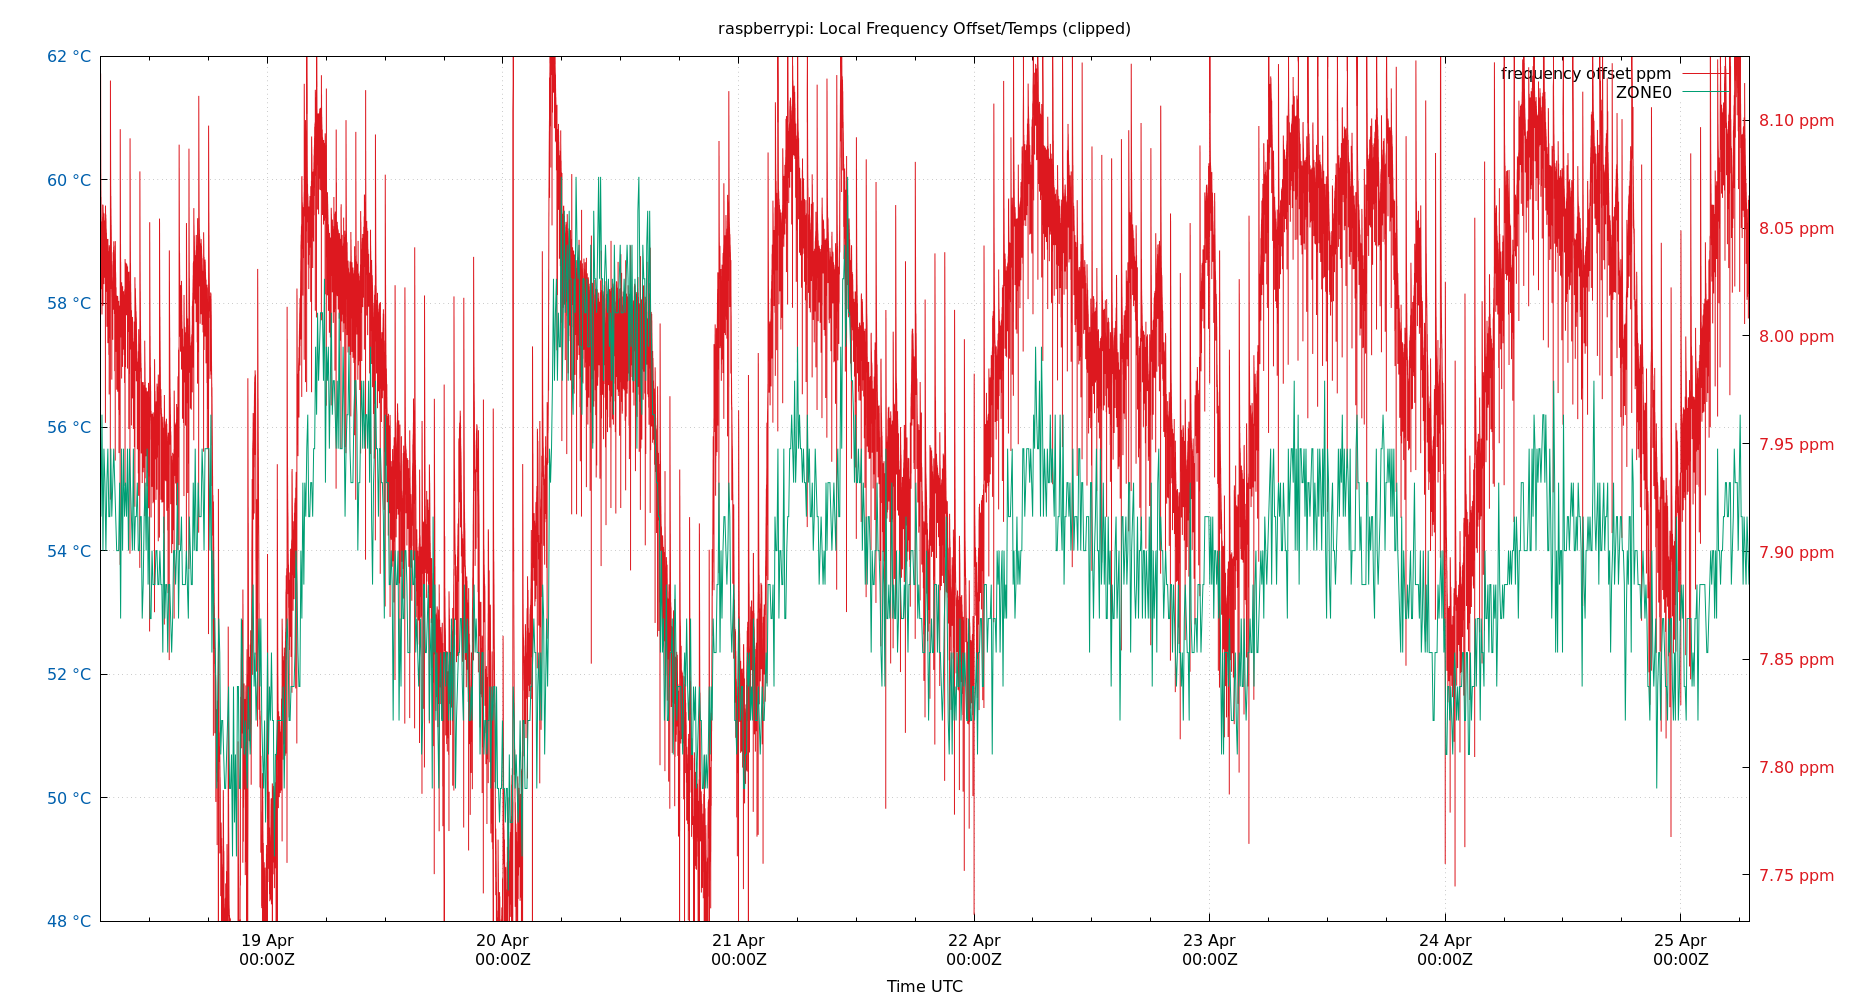 raspberrypi: Local Frequency Offset/Temps (clipped)
62 °C
60 °C
58 °C
56 °C
54 °C
52 °C
50 °C
48 °C
frequency offset ppm
ZONE0
8.10 ppm
8.05 ppm
8.00 ppm
7.95 ppm
7.90 ppm
7.85 ppm
7.80 ppm
7.75 ppm
19 Apr
00:00Z
20 Apr
00:00Z
21 Apr
00:00Z
22 Apr
00:00Z
23 Apr
00:00Z
24 Apr
00:00Z
25 Apr
00:00Z
Time UTC